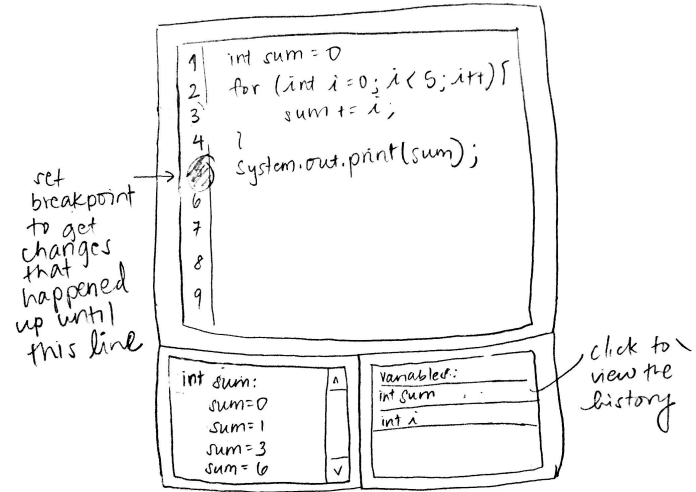 1 int sum = 0
2 for (int i=0; i< 5; i++){
3 sum += i;
4 }
system.out.print(sum);
6
7
8
9
set
breakpoint
to get
changes
that
happened
up until
this line
int sum:
sum=0
sum=1
sum=3
sum=6
variables:
int sum
int i
click to
view the
history